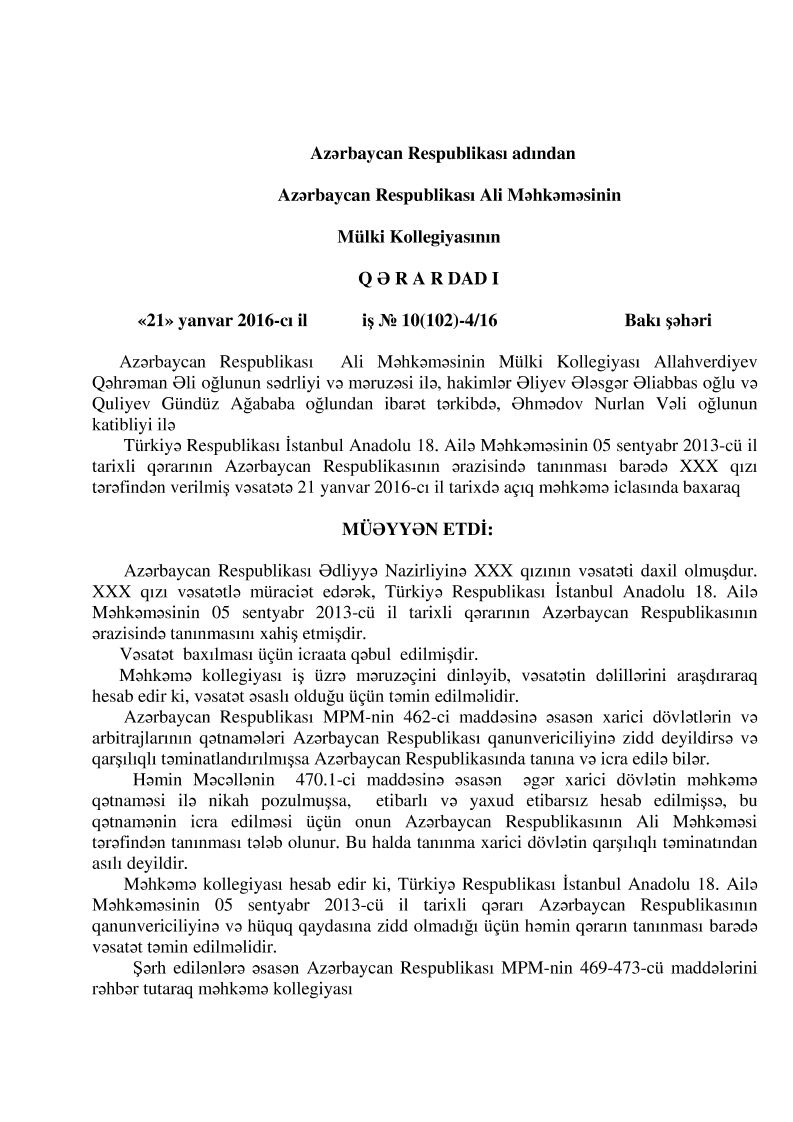 Azərbaycan Respublikası adından
Azərbaycan Respublikası Ali Məhkəməsinin
Mülki Kollegiyasının
Q Ə R A R DAD I
«21» yanvar 2016-cı il iş № 10(102)-4/16 Bakı şəhəri
Azərbaycan Respublikası Ali Məhkəməsinin Mülki Kollegiyası Allahverdiyev
Qəhrəman Əli oğlunun sədrliyi və məruzəsi ilə, hakimlər Əliyev Ələsgər Əliabbas oğlu və
Quliyev Gündüz Ağababa oğlundan ibarət tərkibdə, Əhmədov Nurlan Vəli oğlunun
katibliyi ilə
Türkiyə Respublikası İstanbul Anadolu 18. Ailə Məhkəməsinin 05 sentyabr 2013-cü il
tarixli qərarının Azərbaycan Respublikasının ərazisində tanınması barədə XXX qızı
tərəfindən verilmiş vəsatətə 21 yanvar 2016-cı il tarixdə açıq məhkəmə iclasında baxaraq
MÜƏYYƏN ETDİ:
Azərbaycan Respublikası Ədliyyə Nazirliyinə XXX qızının vəsatəti daxil olmuşdur.
XXX qızı vəsatətlə müraciət edərək, Türkiyə Respublikası İstanbul Anadolu 18. Ailə
Məhkəməsinin 05 sentyabr 2013-cü il tarixli qərarının Azərbaycan Respublikasının
ərazisində tanınmasını xahiş etmişdir.
Vəsatət baxılması üçün icraata qəbul edilmişdir.
Məhkəmə kollegiyası iş üzrə məruzəçini dinləyib, vəsatətin dəlillərini araşdıraraq
hesab edir ki, vəsatət əsaslı olduğu üçün təmin edilməlidir.
Azərbaycan Respublikası MPM-nin 462-ci maddəsinə əsasən xarici dövlətlərin və
arbitrajlarının qətnamələri Azərbaycan Respublikası qanunvericiliyinə zidd deyildirsə və
qarşılıqlı təminatlandırılmışsa Azərbaycan Respublikasında tanına və icra edilə bilər.
Həmin Məcəllənin 470.1-ci maddəsinə əsasən əgər xarici dövlətin məhkəmə
qətnaməsi ilə nikah pozulmuşsa, etibarlı və yaxud etibarsız hesab edilmişsə, bu
qətnamənin icra edilməsi üçün onun Azərbaycan Respublikasının Ali Məhkəməsi
tərəfindən tanınması tələb olunur. Bu halda tanınma xarici dövlətin qarşılıqlı təminatından
asılı deyildir.
Məhkəmə kollegiyası hesab edir ki, Türkiyə Respublikası İstanbul Anadolu 18. Ailə
Məhkəməsinin 05 sentyabr 2013-cü il tarixli qərarı Azərbaycan Respublikasının
qanunvericiliyinə və hüquq qaydasına zidd olmadığı üçün həmin qərarın tanınması barədə
vəsatət təmin edilməlidir.
Şərh edilənlərə əsasən Azərbaycan Respublikası MPM-nin 469-473-cü maddələrini
rəhbər tutaraq məhkəmə kollegiyası